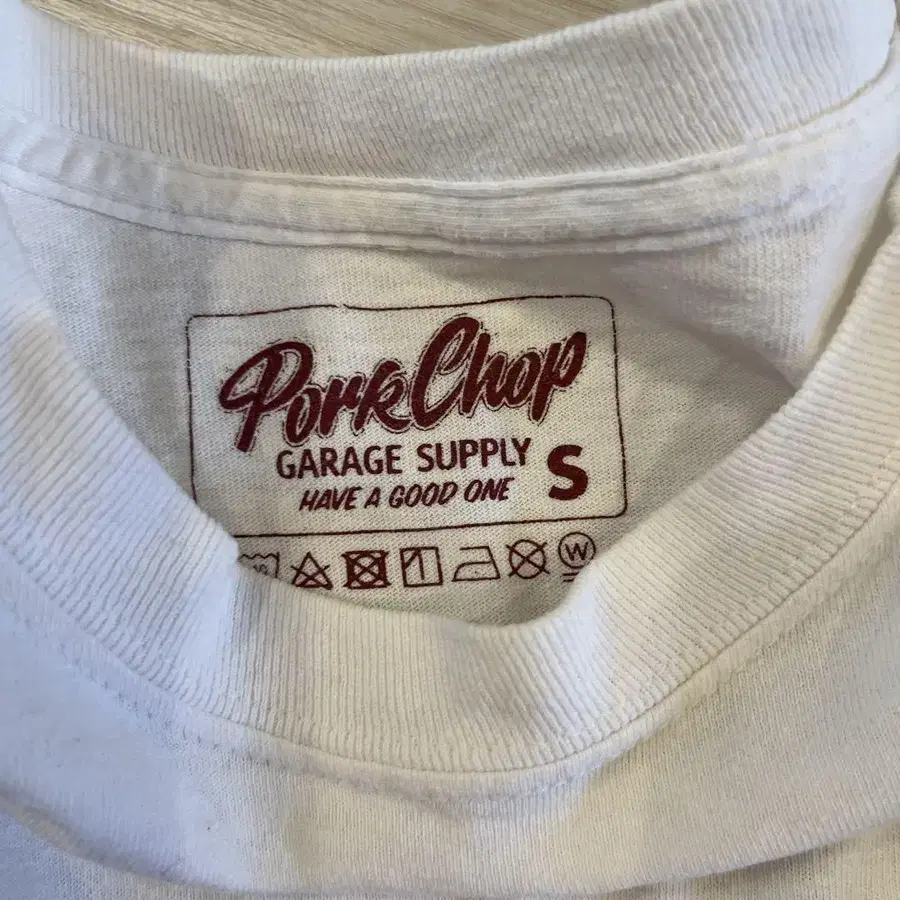 PorkChop
GARAGE SUPPLY
HAVE A GOOD ONE
S
W